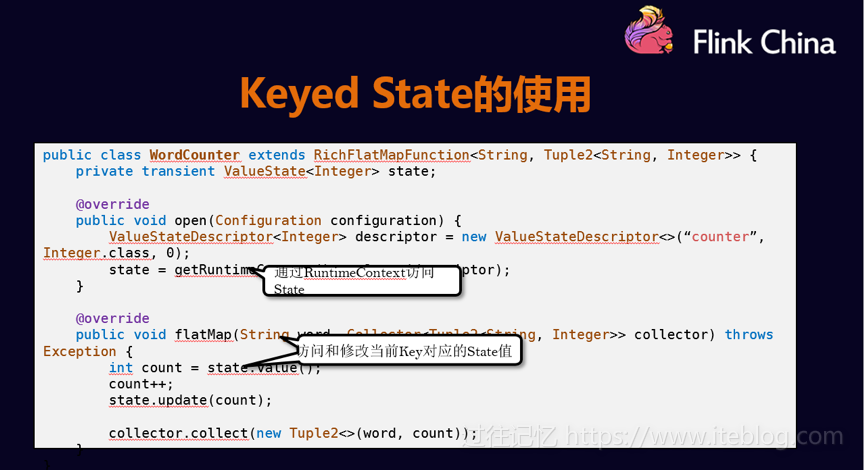 Flink China
Keyed State的使用
public class WordCounter extends RichFlatMapFunction<String, Tuple2<String, Integer>> {
private transient ValueState<Integer> state;
@override
public void open(Configuration configuration) {
ValueStateDescriptor<Integer> descriptor = new ValueStateDescriptor<>(“counter”,
Integer.class, 0);
state = getRuntime ptor);
通过RuntimeContext访问
State
}
@override
public void flatMap(String word, Collector<Tuple2<String, Integer>> collector) throws
Exception {
访问和修改当前Key对应的State值
int count = state.value();
count++;
state.update(count);
collector.collect(new Tuple2<>(word, count));
}
过往记忆 https://www.iteblog.com